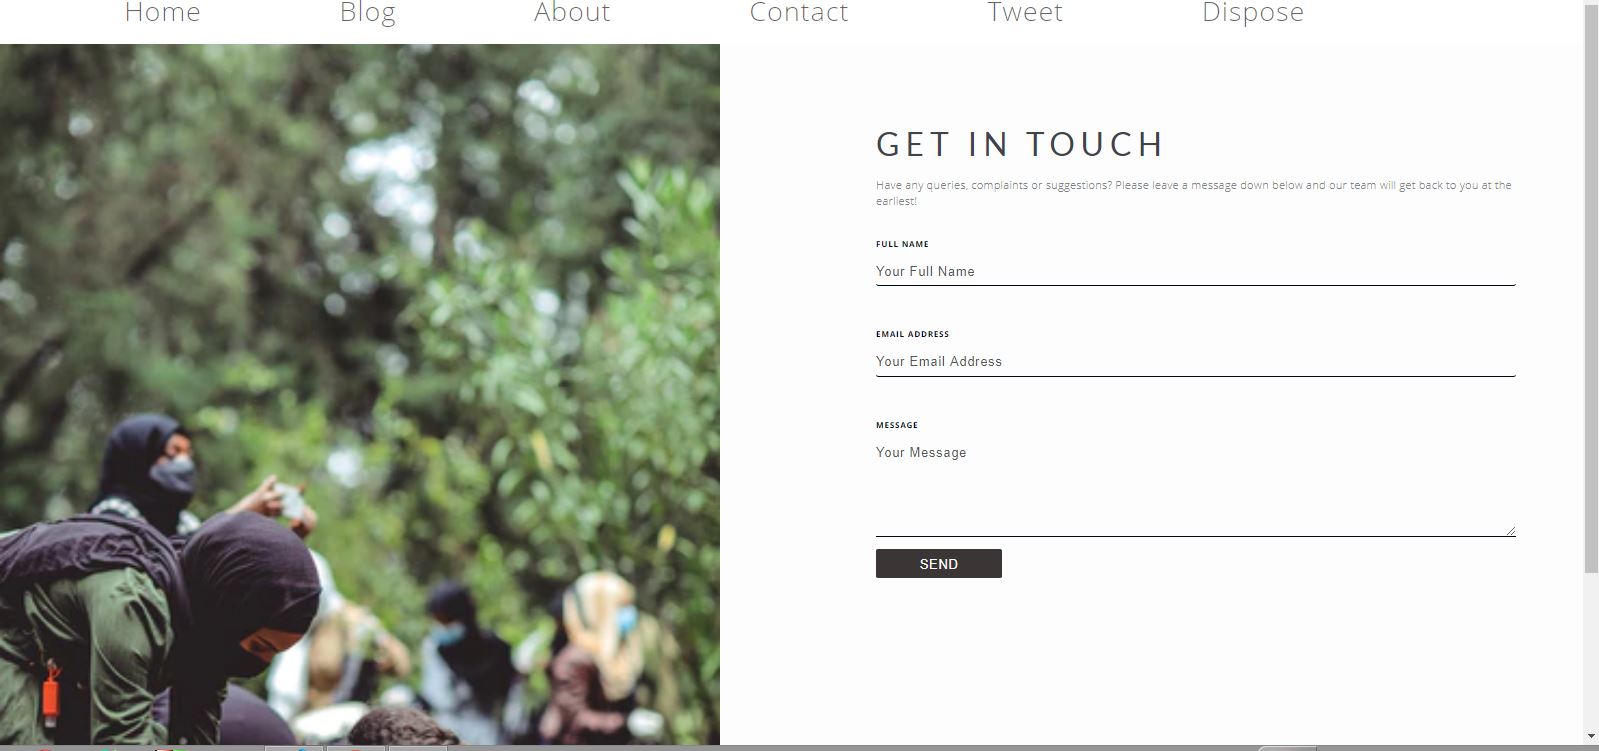 Home Blog About Contact Tweet Dispose
GET IN TOUCH
Have any queries, complaints or suggestions? Please leave a message down below and our team will get back to you at the
earliest!
FULL NAME
Your Full Name
EMAIL ADDRESS
Your Email Address
MESSAGE
Your Message
SEND